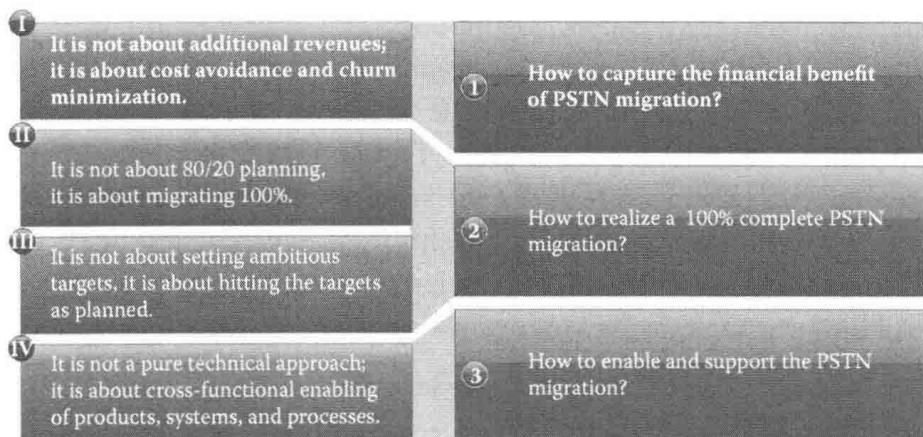 I
It is not about additional revenues;
it is about cost avoidance and churn
minimization.
II
It is not about 80/20 planning,
it is about migrating 100%.
III
It is not about setting ambitious
targets, it is about hitting the targets
as planned.
IV
It is not a pure technical approach;
it is about cross-functional enabling
of products, systems, and processes.
1
How to capture the financial benefit
of PSTN migration?
2
How to realize a 100% complete PSTN
migration?
3
How to enable and support the PSTN
migration?